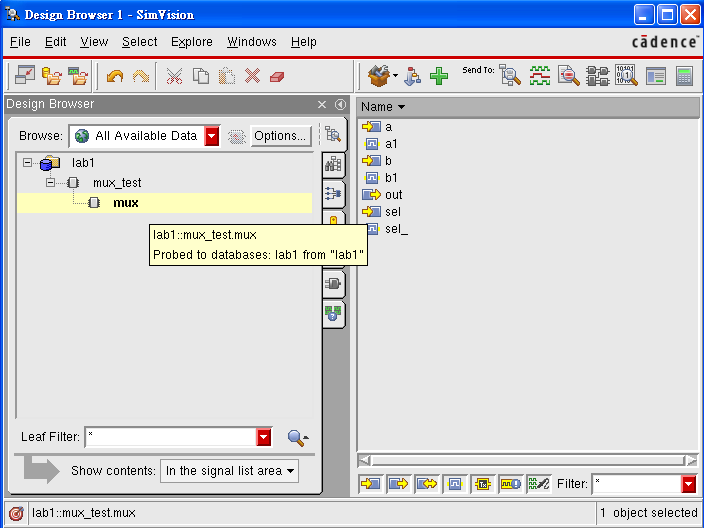 Design Browser 1 - SimVision
File Edit View Select Explore Windows Help
cādence™
Send To:
Design Browser
Browse: All Available Data Options...
lab1
mux_test
mux
lab1::mux_test.mux
Probed to databases: lab1 from "lab1"
Leaf Filter: *
Show contents: In the signal list area
Name
a
a1
b
b1
out
sel
sel_
Filter: *
lab1::mux_test.mux
1 object selected